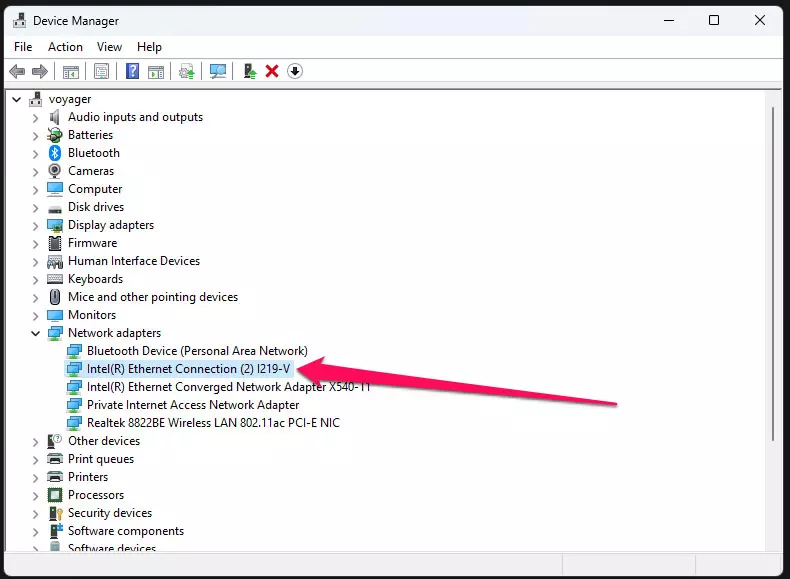 Device Manager
File Action View Help
voyager
Audio inputs and outputs
Batteries
Bluetooth
Cameras
Computer
Disk drives
Display adapters
Firmware
Human Interface Devices
Keyboards
Mice and other pointing devices
Monitors
Network adapters
Bluetooth Device (Personal Area Network)
Intel(R) Ethernet Connection (2) I219-V
Intel(R) Ethernet Converged Network Adapter X540-T1
Private Internet Access Network Adapter
Realtek 8822BE Wireless LAN 802.11ac PCI-E NIC
Other devices
Print queues
Printers
Processors
Security devices
Software components
Software devices